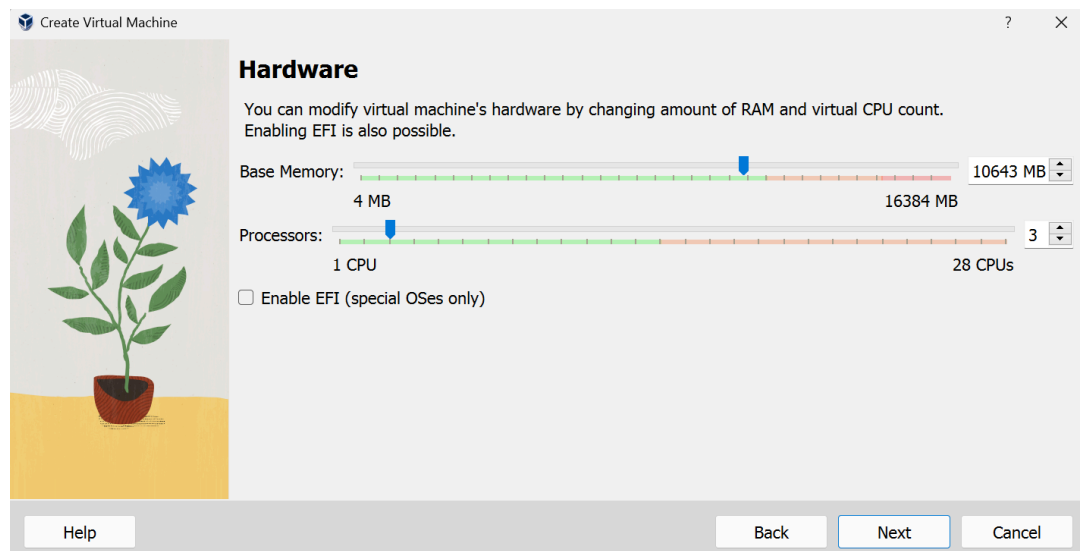 Create Virtual Machine
?
Hardware
You can modify virtual machine's hardware by changing amount of RAM and virtual CPU count.
Enabling EFI is also possible.
Base Memory: 10643 MB
4 MB 16384 MB
Processors: 3
1 CPU 28 CPUs
Enable EFI (special OSes only)
Help Back Next Cancel